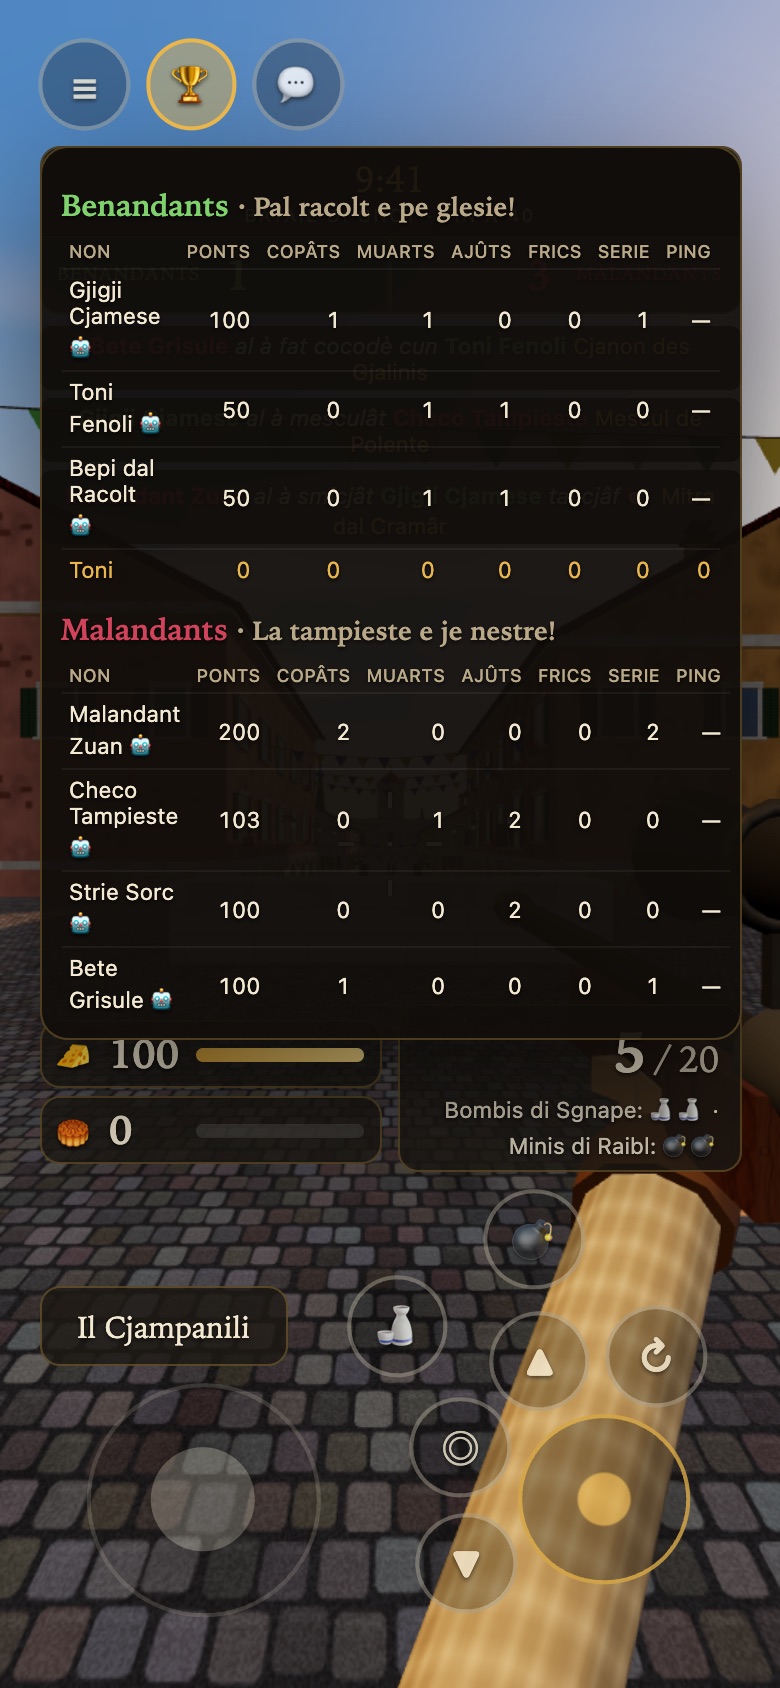 9:41
Benandants · Pal racolt e pe glesie!
NON PONTS COPÂTS MUARTS AJÛTS FRICS SERIE PING
Gjigji
Cjamese 100 1 1 0 0 1 —
Toni
Fenoli 50 0 1 1 0 0 —
Bepi dal
Racolt 50 0 1 1 0 0 —
Toni 0 0 0 0 0 0 0
Malandants · La tampieste e je nestre!
NON PONTS COPÂTS MUARTS AJÛTS FRICS SERIE PING
Malandant
Zuan 200 2 0 0 0 2 —
Checo
Tampieste 103 0 1 2 0 0 —
Strie Sorc 100 0 0 2 0 0 —
Bete
Grisule 100 1 0 0 0 1 —
100
5 / 20
0
Bombis di Sgnape: ·
Minis di Raibl:
Il Cjampanili